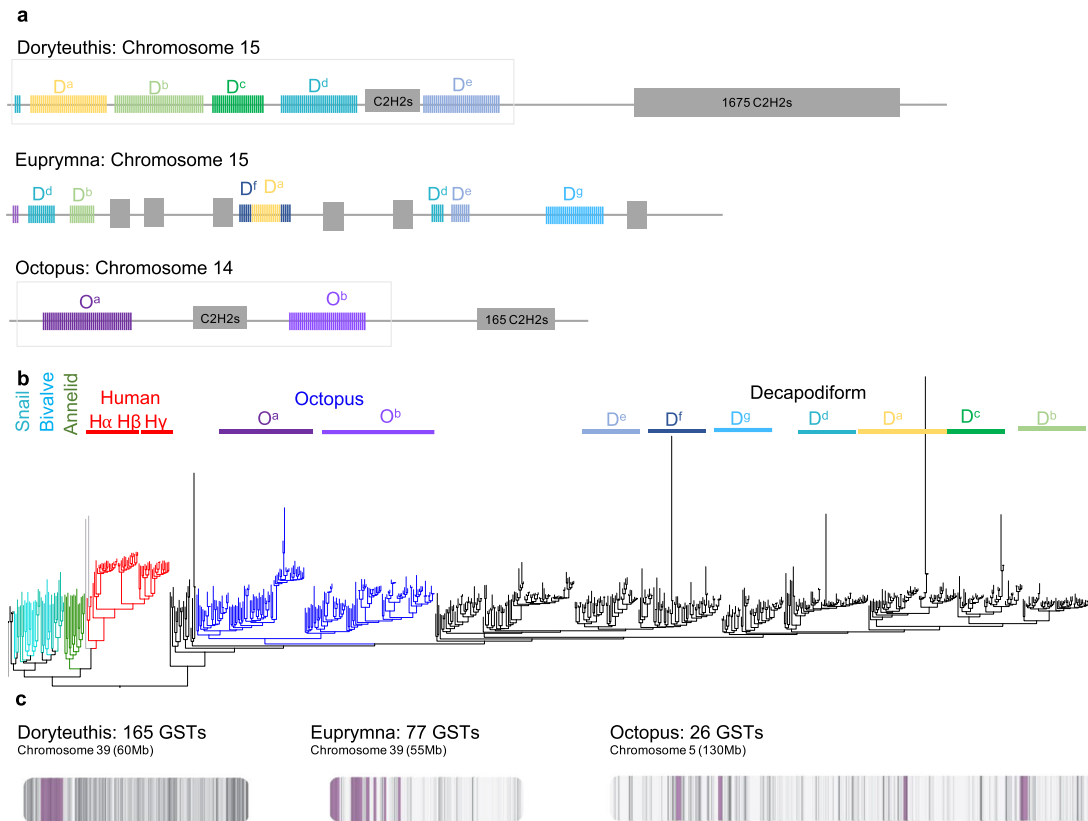 a
Doryteuthis: Chromosome 15
Dᵃ Dᵇ Dᶜ Dᵈ C2H2s Dᵉ 1675 C2H2s
Euprymna: Chromosome 15
Dᵈ Dᵇ Dᶠ Dᵃ Dᵈ Dᵉ Dᵍ
Octopus: Chromosome 14
Oᵃ C2H2s Oᵇ 165 C2H2s
b
Snail
Bivalve
Annelid
Human
Hα Hβ Hγ
Octopus
Oᵃ Oᵇ
Decapodiform
Dᵉ Dᶠ Dᵍ Dᵈ Dᵃ Dᶜ Dᵇ
c
Doryteuthis: 165 GSTs
Chromosome 39 (60Mb)
Euprymna: 77 GSTs
Chromosome 39 (55Mb)
Octopus: 26 GSTs
Chromosome 5 (130Mb)